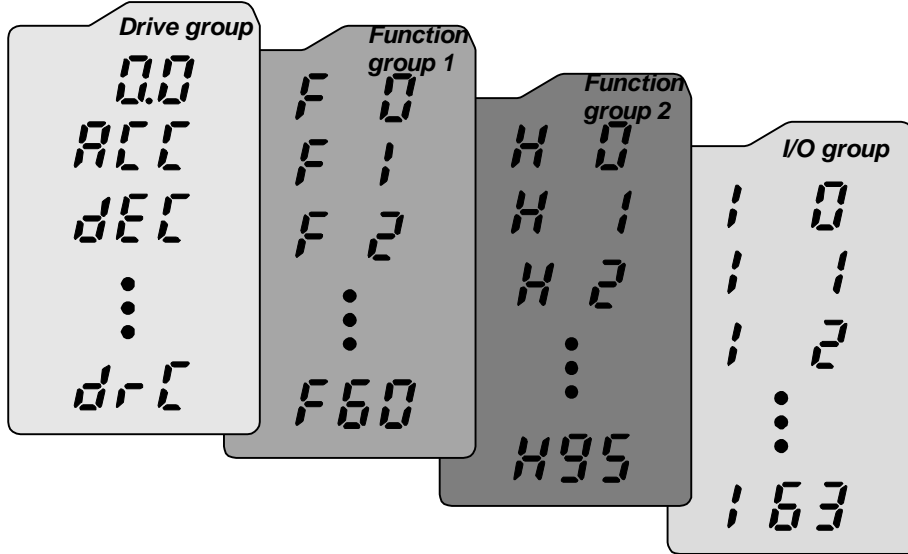 Drive group
0.0
ACC
dEC
drC
Function
group 1
F 0
F 1
F 2
F60
Function
group 2
H 0
H 1
H 2
H95
I/O group
I 0
I 1
I 2
I 63